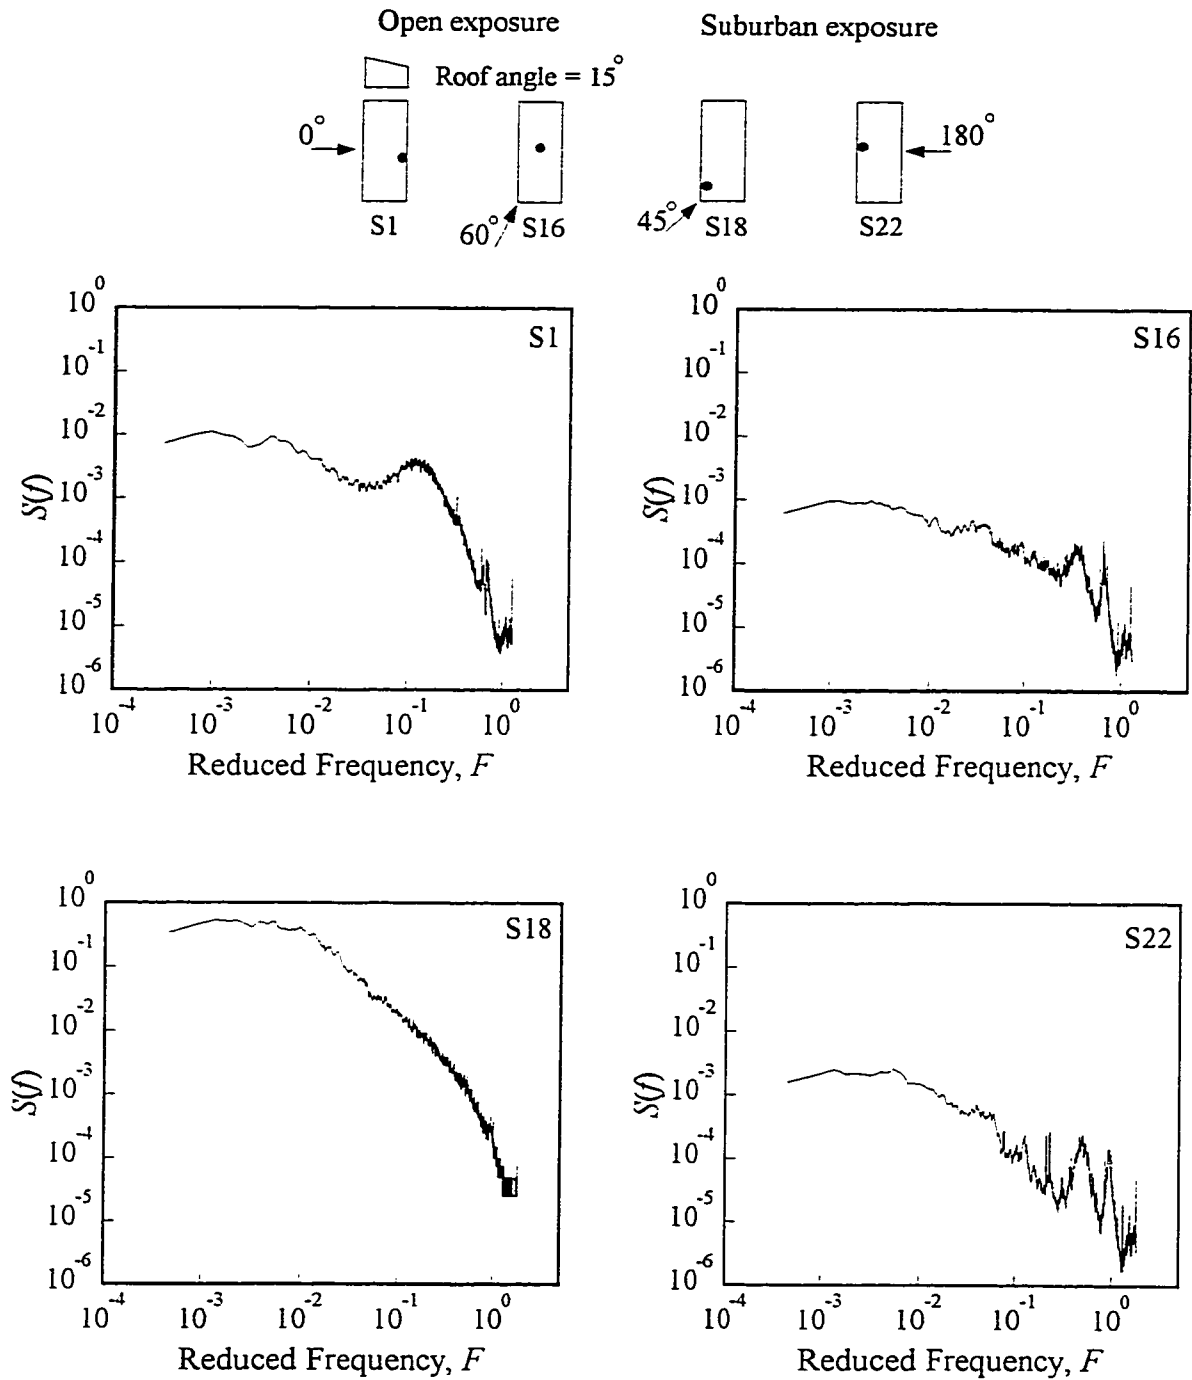 Open exposure Suburban exposure
Roof angle = 15°
0° 180°
60° 45°
S1 S16 S18 S22
S1
10^0
10^-1
10^-2
10^-3
10^-4
10^-5
10^-6
S(f)
10^-4 10^-3 10^-2 10^-1 10^0
Reduced Frequency, F
S16
10^0
10^-1
10^-2
10^-3
10^-4
10^-5
10^-6
S(f)
10^-4 10^-3 10^-2 10^-1 10^0
Reduced Frequency, F
S18
10^0
10^-1
10^-2
10^-3
10^-4
10^-5
10^-6
S(f)
10^-4 10^-3 10^-2 10^-1 10^0
Reduced Frequency, F
S22
10^0
10^-1
10^-2
10^-3
10^-4
10^-5
10^-6
S(f)
10^-4 10^-3 10^-2 10^-1 10^0
Reduced Frequency, F